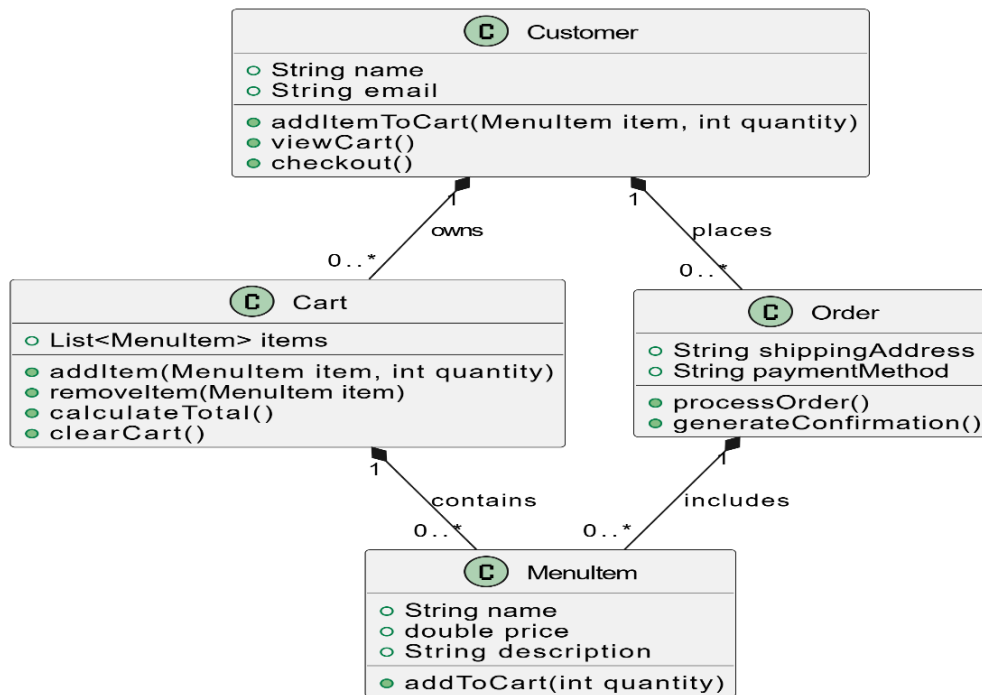 C Customer
String name
String email
addItemToCart(MenuItem item, int quantity)
viewCart()
checkout()
1
1
owns
places
0..*
0..*
C Cart
List<MenuItem> items
addItem(MenuItem item, int quantity)
removeItem(MenuItem item)
calculateTotal()
clearCart()
C Order
String shippingAddress
String paymentMethod
processOrder()
generateConfirmation()
1
1
contains
includes
0..*
0..*
C MenuItem
String name
double price
String description
addToCart(int quantity)